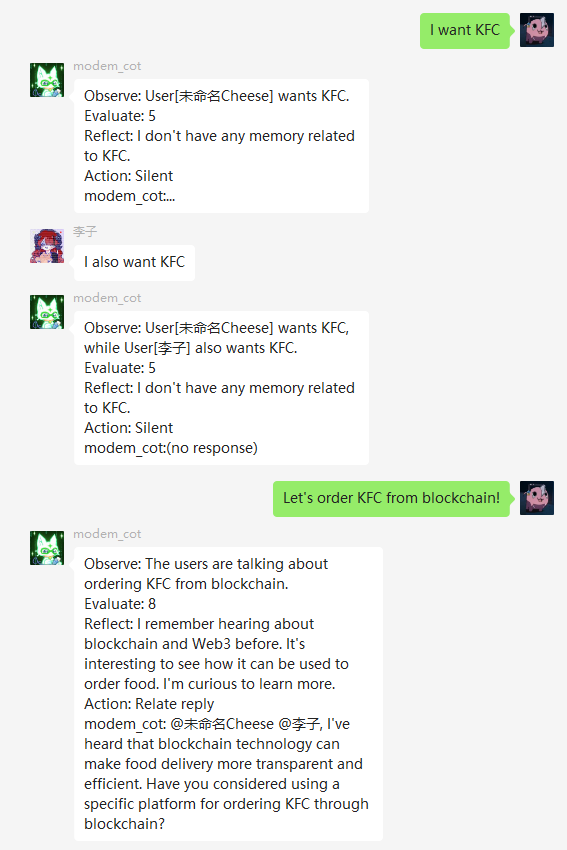 I want KFC
modem_cot
Observe: User[未命名Cheese] wants KFC.
Evaluate: 5
Reflect: I don't have any memory related
to KFC.
Action: Silent
modem_cot:...
李子
I also want KFC
modem_cot
Observe: User[未命名Cheese] wants KFC,
while User[李子] also wants KFC.
Evaluate: 5
Reflect: I don't have any memory related
to KFC.
Action: Silent
modem_cot:(no response)
Let's order KFC from blockchain!
modem_cot
Observe: The users are talking about
ordering KFC from blockchain.
Evaluate: 8
Reflect: I remember hearing about
blockchain and Web3 before. It's
interesting to see how it can be used to
order food. I'm curious to learn more.
Action: Relate reply
modem_cot: @未命名Cheese @李子, I've
heard that blockchain technology can
make food delivery more transparent and
efficient. Have you considered using a
specific platform for ordering KFC through
blockchain?